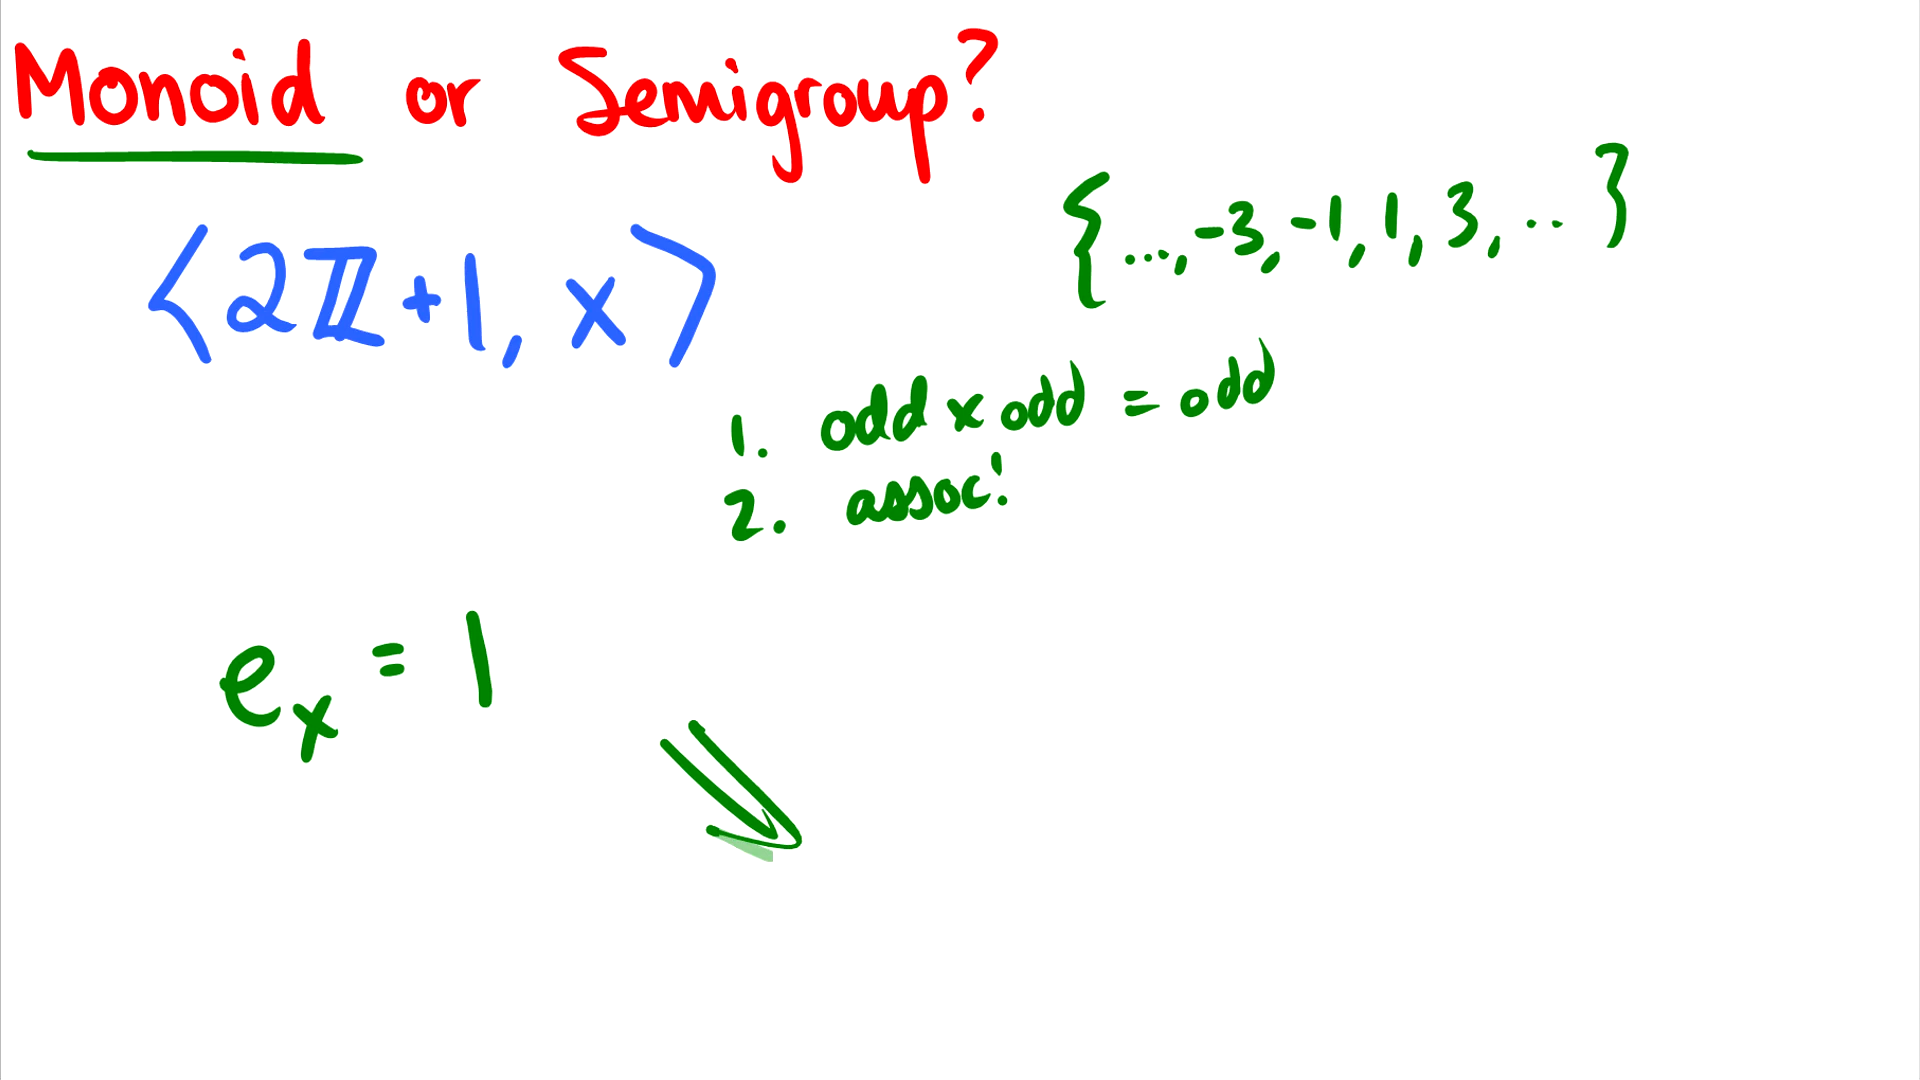 Monoid or Semigroup?
⟨2ℤ+1, x⟩
{..., -3, -1, 1, 3, ..}
1. odd x odd = odd
2. assoc!
eₓ = 1